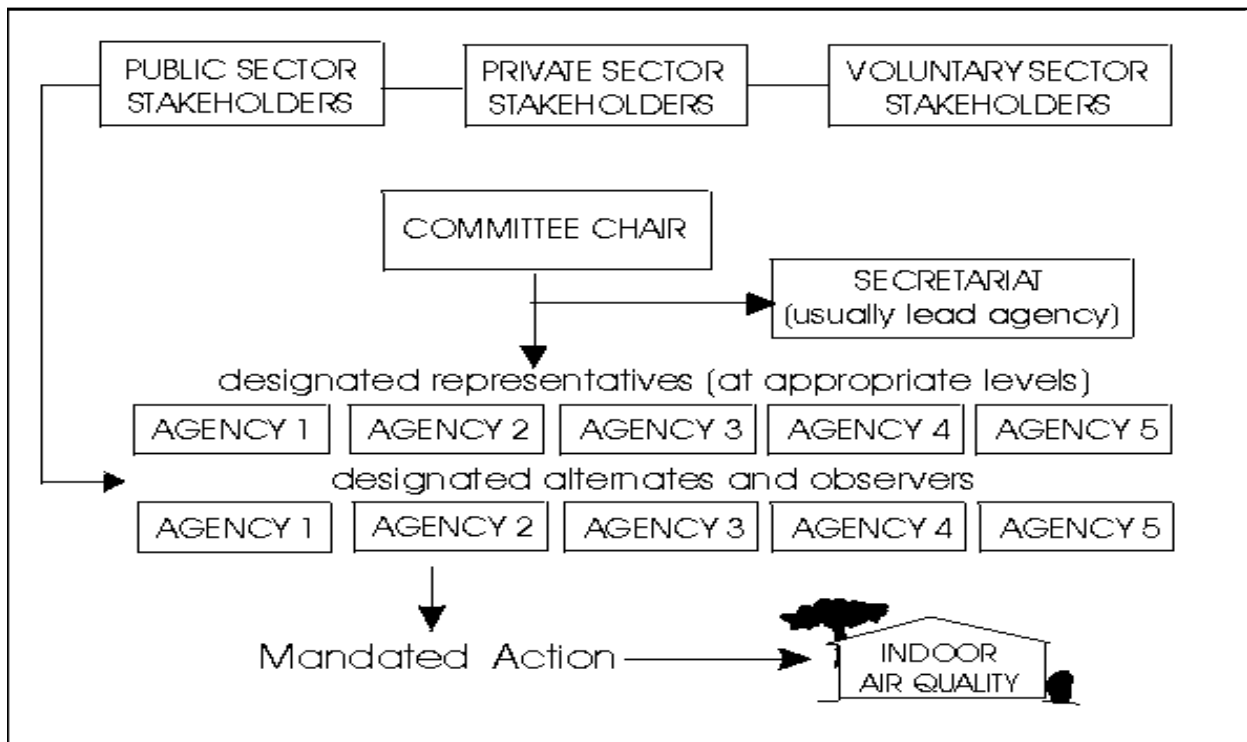 PUBLIC SECTOR
STAKEHOLDERS
PRIVATE SECTOR
STAKEHOLDERS
VOLUNTARY SECTOR
STAKEHOLDERS
COMMITTEE CHAIR
SECRETARIAT
(usually lead agency)
designated representatives (at appropriate levels)
AGENCY 1
AGENCY 2
AGENCY 3
AGENCY 4
AGENCY 5
designated alternates and observers
AGENCY 1
AGENCY 2
AGENCY 3
AGENCY 4
AGENCY 5
Mandated Action
INDOOR
AIR QUALITY